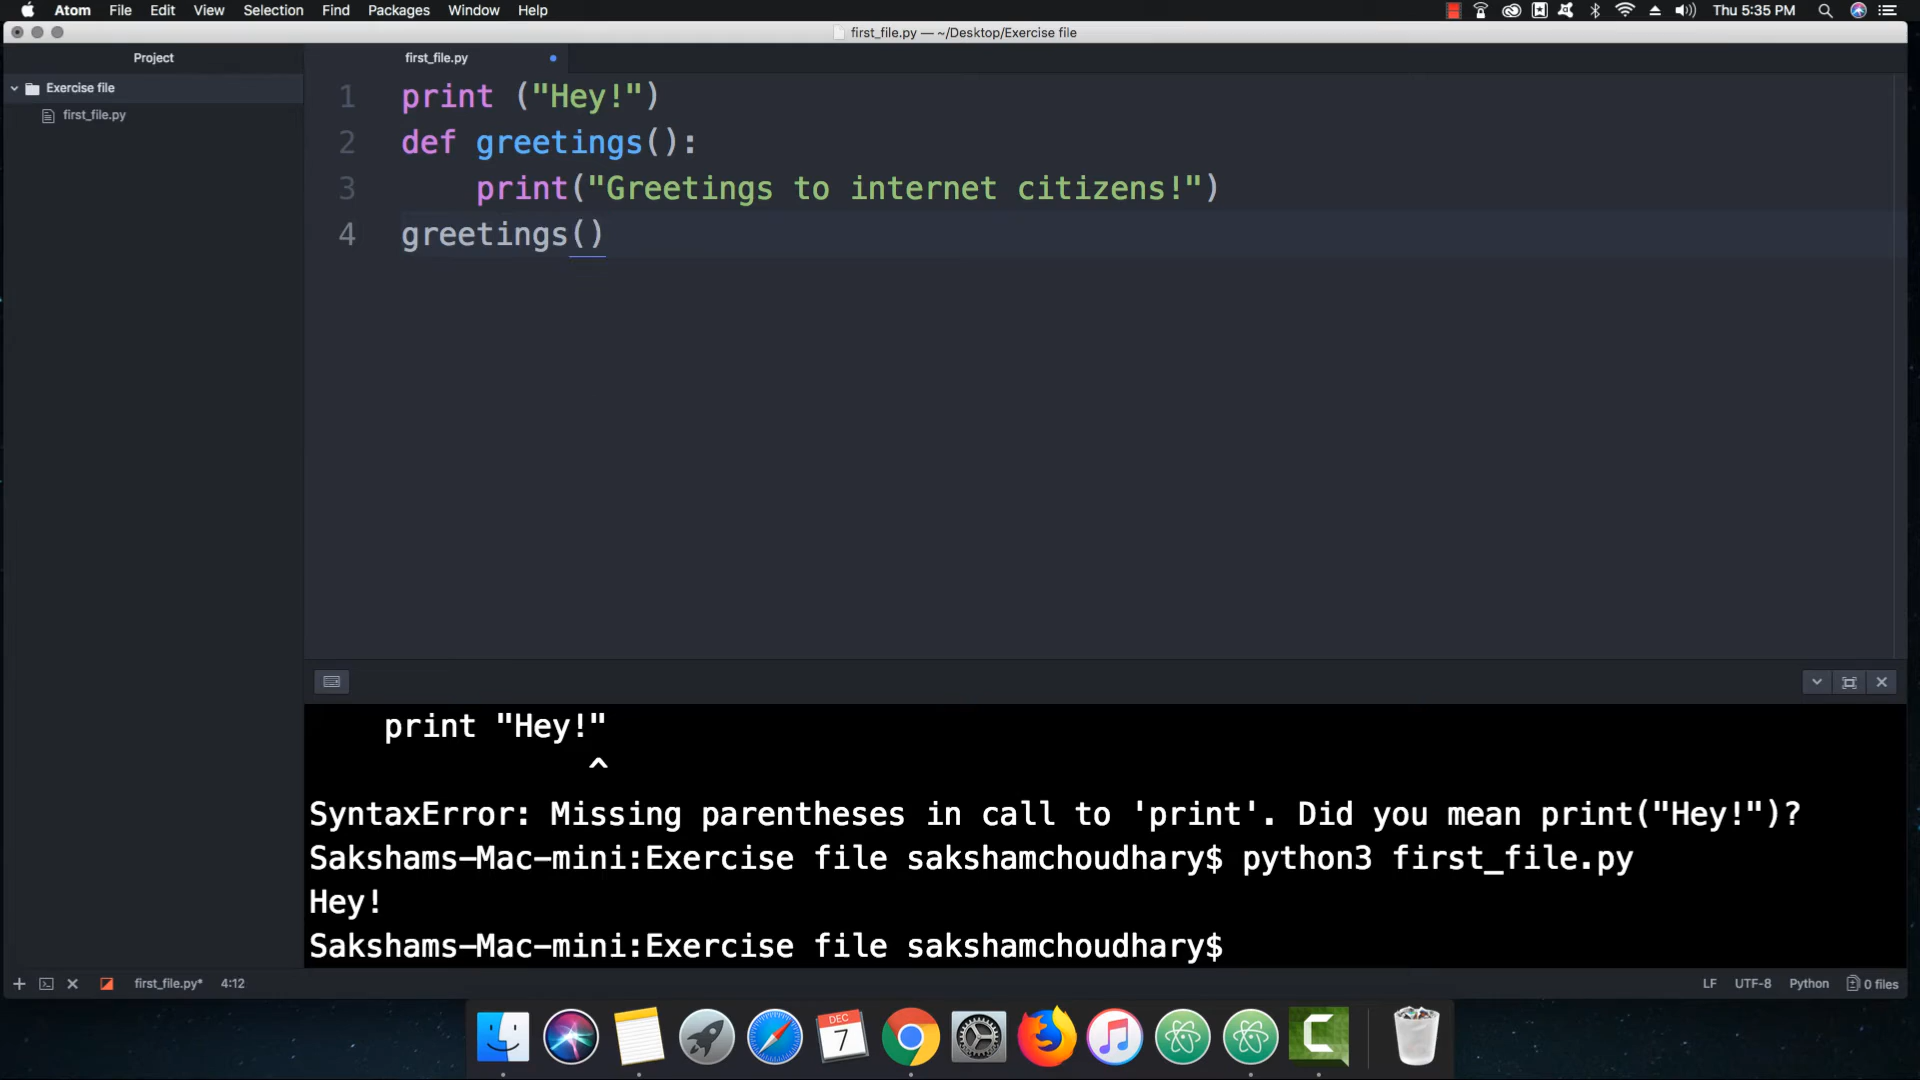 Atom File Edit View Selection Find Packages Window Help Thu 5:35 PM
first_file.py — ~/Desktop/Exercise file
Project
first_file.py
Exercise file
first_file.py
1 print ("Hey!")
2 def greetings():
3     print("Greetings to internet citizens!")
4 greetings()
    print "Hey!"
^
SyntaxError: Missing parentheses in call to 'print'. Did you mean print("Hey!")?
Sakshams-Mac-mini:Exercise file sakshamchoudhary$ python3 first_file.py
Hey!
Sakshams-Mac-mini:Exercise file sakshamchoudhary$
first_file.py* 4:12 LF UTF-8 Python 0 files
DEC
7